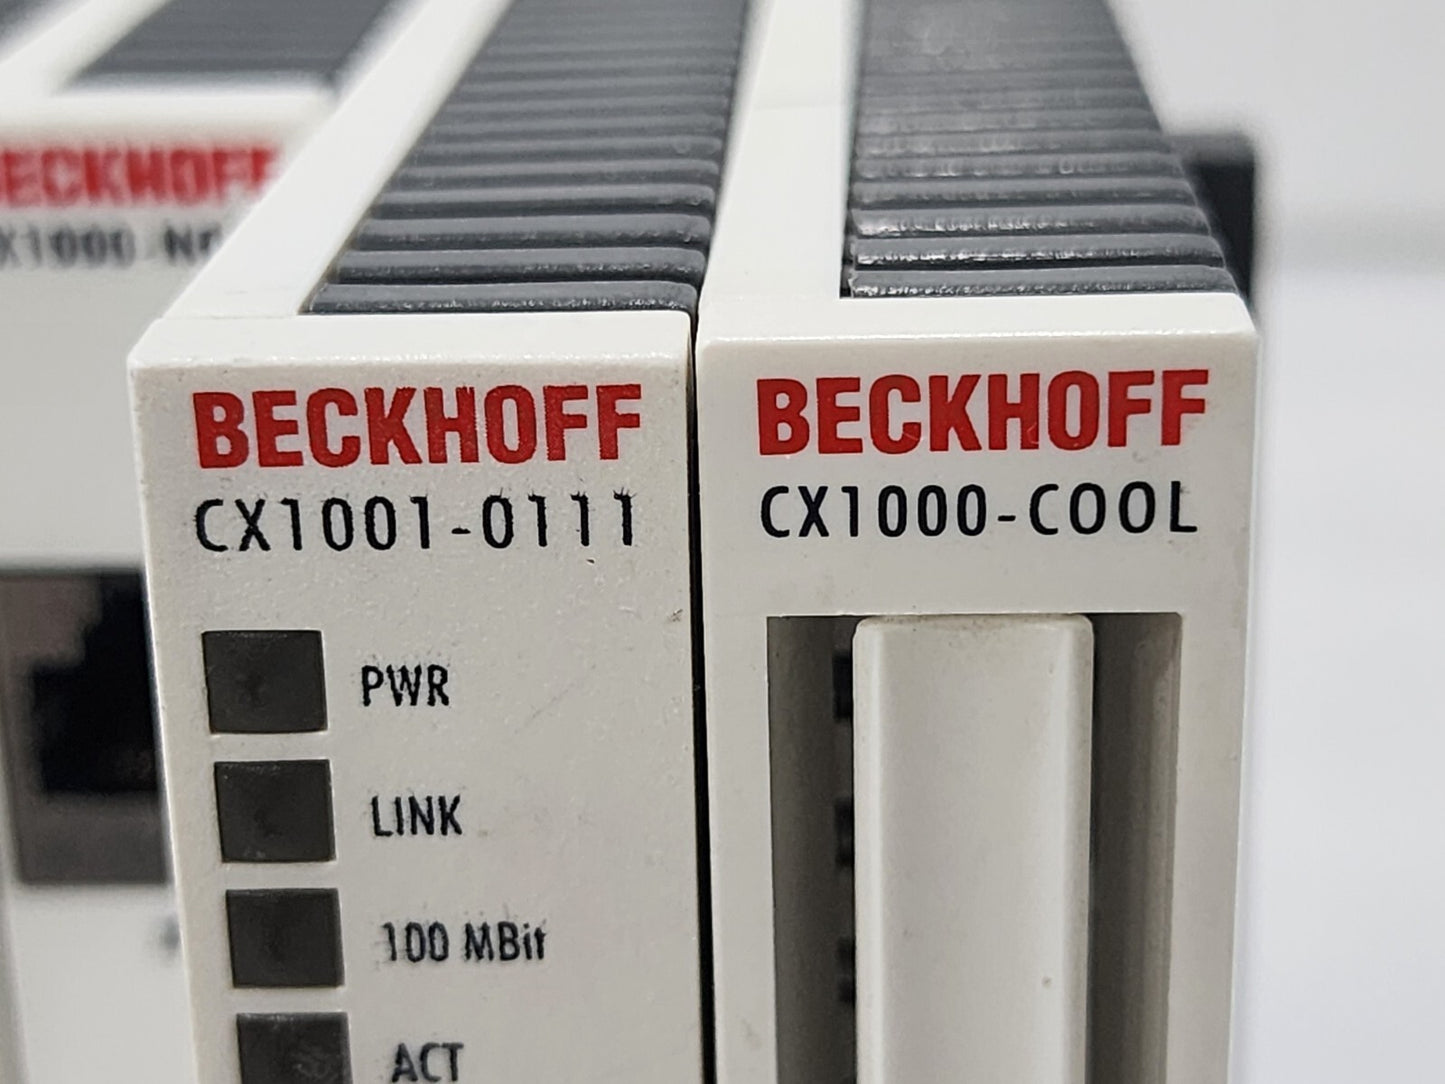 BECKHOFF
BECKHOFF
CX1001-0111
PWR
LINK
100 MBit
ACT
BECKHOFF
CX1000-COOL